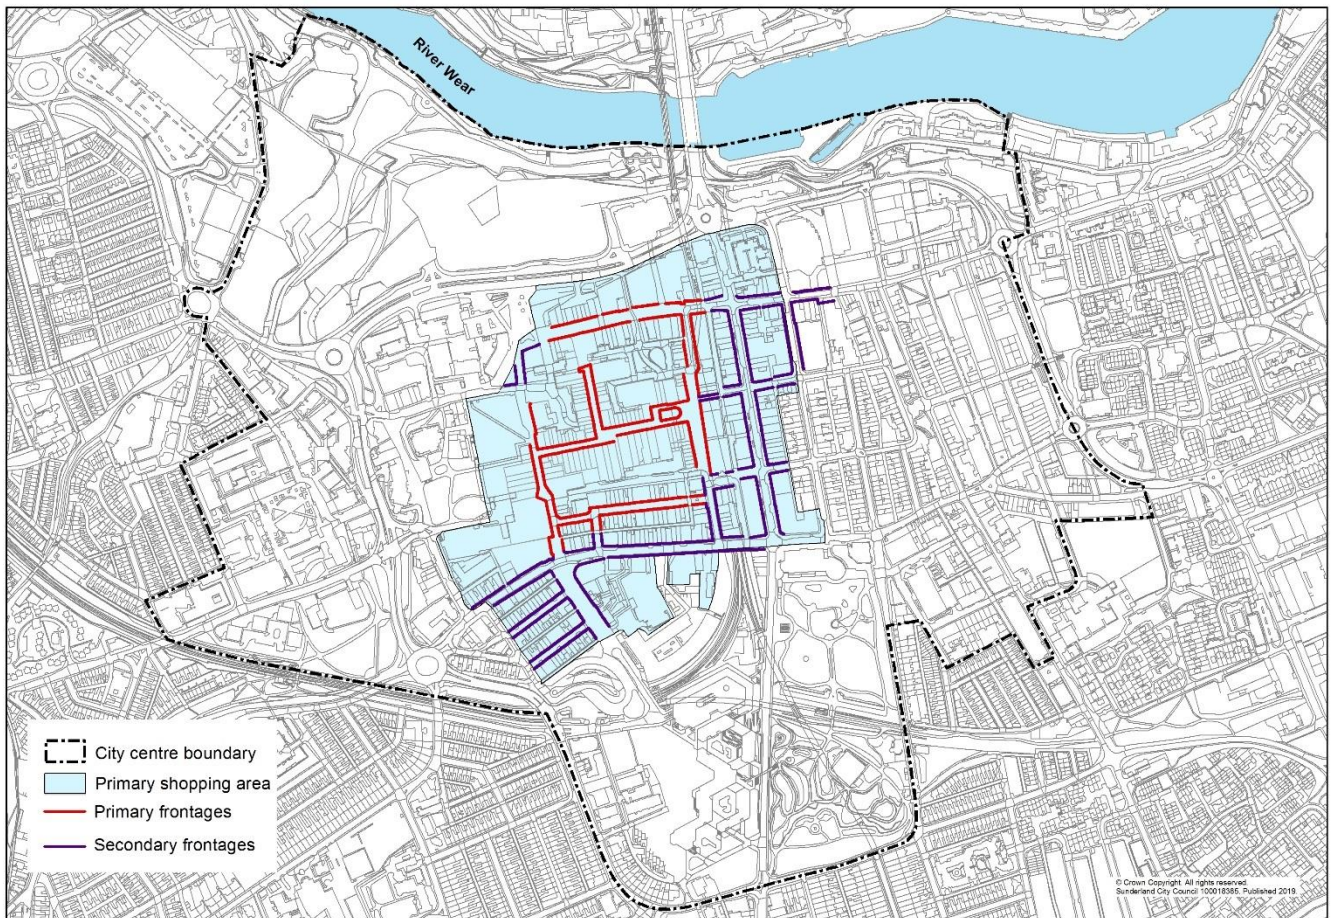 River Wear
City centre boundary
Primary shopping area
Primary frontages
Secondary frontages
© Crown Copyright. All rights reserved.
Sunderland City Council 100018385. Published 2019.